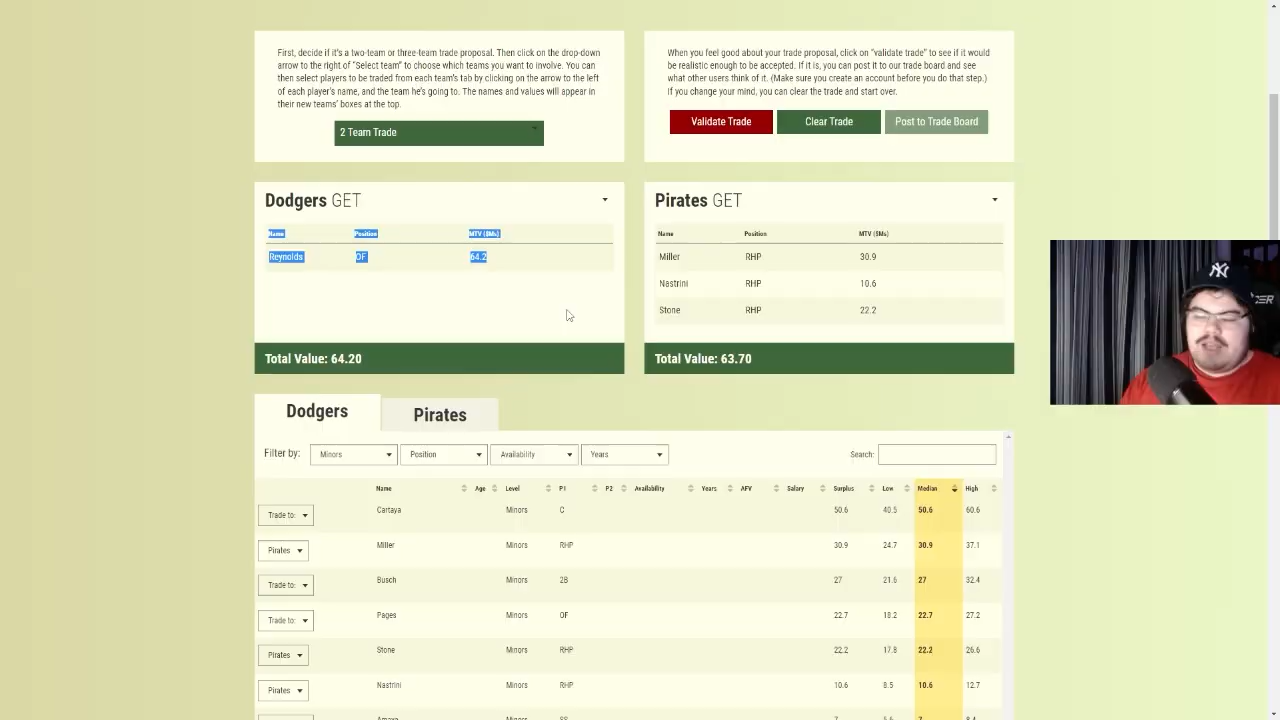 First, decide if it's a two-team or three-team trade proposal. Then click on the drop-down
arrow to the right of "Select team" to choose which teams you want to involve. You can
then select players to be traded from each team's tab by clicking on the arrow to the left
of each player's name, and the team he's going to. The names and values will appear in
their new teams' boxes at the top.
2 Team Trade
When you feel good about your trade proposal, click on "validate trade" to see if it would
be realistic enough to be accepted. If it is, you can post it to our trade board and see
what other users think of it. (Make sure you create an account before you do that step.)
If you change your mind, you can clear the trade and start over.
Validate Trade Clear Trade Post to Trade Board
Dodgers GET
Name Position MTV ($Ms)
Reynolds OF 64.2
Total Value: 64.20
Pirates GET
Name Position MTV ($Ms)
Miller RHP 30.9
Nastrini RHP 10.6
Stone RHP 22.2
Total Value: 63.70
Dodgers Pirates
Filter by: Minors Position Availability Years Search:
Name Age Level P1 P2 Availability Years AFV Salary Surplus Low Median High
Trade to: Cartaya Minors C 50.6 40.5 50.6 60.6
Pirates Miller Minors RHP 30.9 24.7 30.9 37.1
Trade to: Busch Minors 2B 27 21.6 27 32.4
Trade to: Pages Minors OF 22.7 18.2 22.7 27.2
Pirates Stone Minors RHP 22.2 17.8 22.2 26.6
Pirates Nastrini Minors RHP 10.6 8.5 10.6 12.7